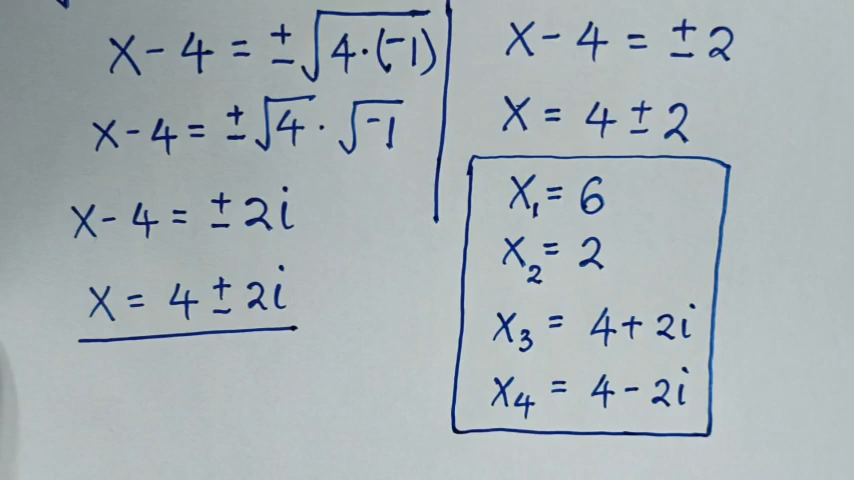 x - 4 = ±√4·(-1)
x - 4 = ±√4 · √-1
x - 4 = ±2i
x = 4 ± 2i
x - 4 = ±2
x = 4 ± 2
x₁ = 6
x₂ = 2
x₃ = 4 + 2i
x₄ = 4 - 2i